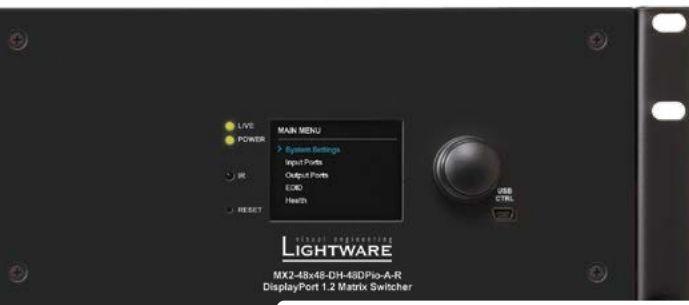 LIVE
POWER
IR
RESET
MAIN MENU
> System Settings
Input Ports
Output Ports
EDID
Health
USB
CTRL
visual engineering
LIGHTWARE
MX2-48x48-DH-48DPio-A-R
DisplayPort 1.2 Matrix Switcher